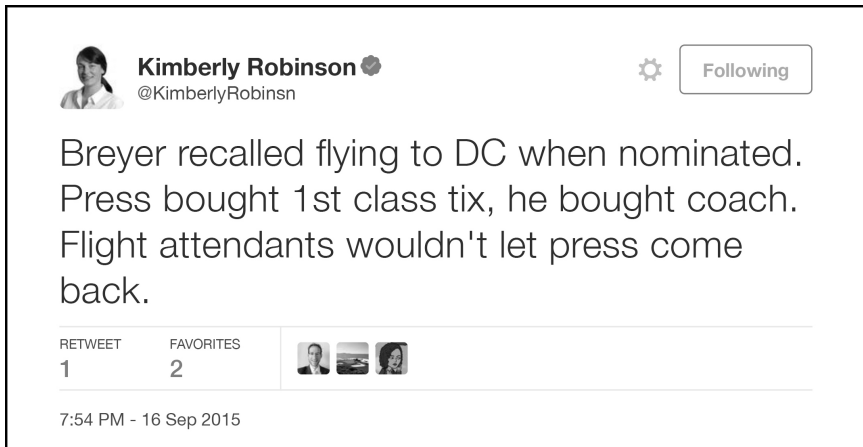 Kimberly Robinson
@KimberlyRobinsn
Following
Breyer recalled flying to DC when nominated.
Press bought 1st class tix, he bought coach.
Flight attendants wouldn't let press come
back.
RETWEET FAVORITES
1 2
7:54 PM - 16 Sep 2015